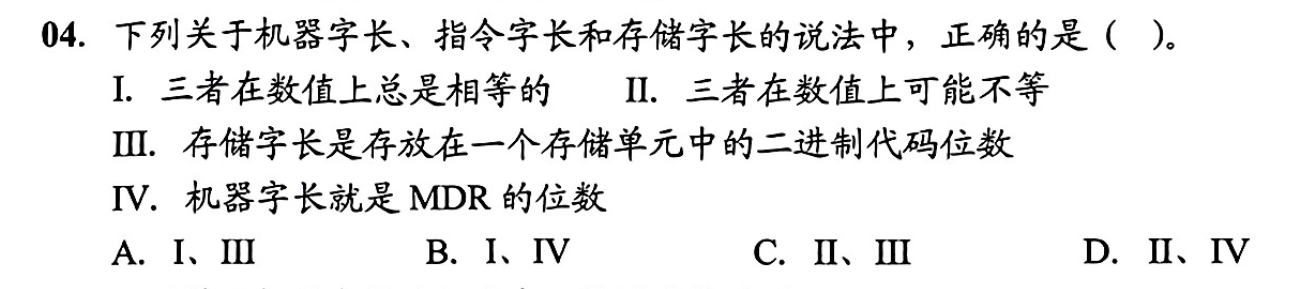 04. 下列关于机器字长、指令字长和存储字长的说法中，正确的是（ ）。
I. 三者在数值上总是相等的 II. 三者在数值上可能不等
III. 存储字长是存放在一个存储单元中的二进制代码位数
IV. 机器字长就是 MDR 的位数
A. I、III B. I、IV C. II、III D. II、IV